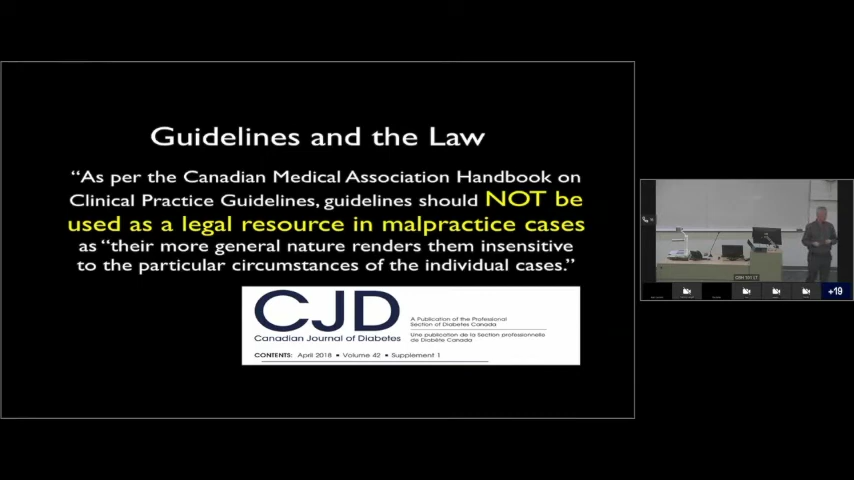 Guidelines and the Law
“As per the Canadian Medical Association Handbook on
Clinical Practice Guidelines, guidelines should NOT be
used as a legal resource in malpractice cases
as “their more general nature renders them insensitive
to the particular circumstances of the individual cases.”
CJD
Canadian Journal of Diabetes
A Publication of the Professional
Section of Diabetes Canada
Une publication de la Section professionnelle
de Diabète Canada
CONTENTS: April 2018 ▪ Volume 42 ▪ Supplement 1
+19